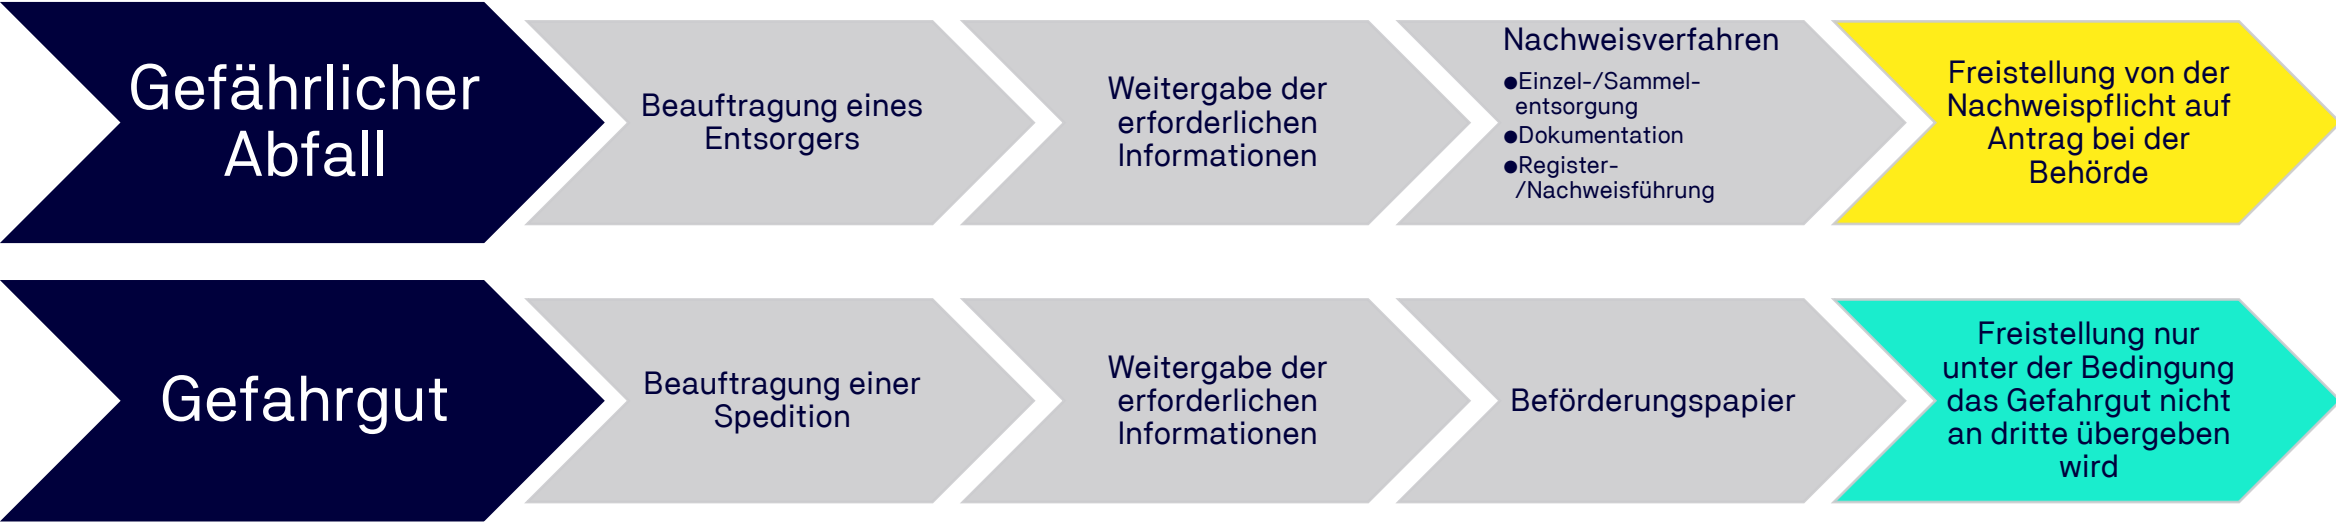 Gefährlicher
Abfall
Beauftragung eines
Entsorgers
Weitergabe der
erforderlichen
Informationen
Nachweisverfahren
●Einzel-/Sammel-
entsorgung
●Dokumentation
●Register-
/Nachweisführung
Freistellung von der
Nachweispflicht auf
Antrag bei der
Behörde
Gefahrgut
Beauftragung einer
Spedition
Weitergabe der
erforderlichen
Informationen
Beförderungspapier
Freistellung nur
unter der Bedingung
das Gefahrgut nicht
an dritte übergeben
wird